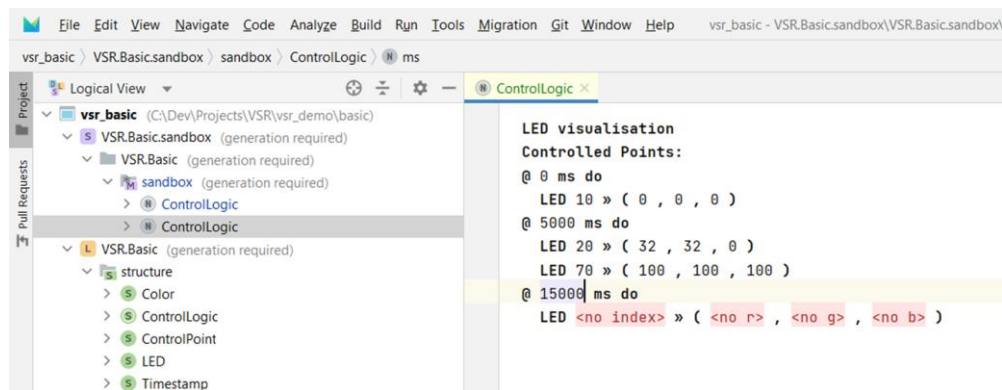 File Edit View Navigate Code Analyze Build Run Tools Migration Git Window Help vsr_basic - VSR.Basic.sandbox\VSR.Basic.sandbox\
vsr_basic 〉 VSR.Basic.sandbox 〉 sandbox 〉 ControlLogic 〉 N ms
Project
Pull Requests
Logical View
vsr_basic (C:\Dev\Projects\VSR\vsr_demo\basic)
S VSR.Basic.sandbox (generation required)
VSR.Basic (generation required)
M sandbox (generation required)
N ControlLogic
N ControlLogic
L VSR.Basic (generation required)
S structure
S Color
S ControlLogic
S ControlPoint
S LED
S Timestamp
N ControlLogic ×
LED visualisation
Controlled Points:
@ 0 ms do
LED 10 » ( 0 , 0 , 0 )
@ 5000 ms do
LED 20 » ( 32 , 32 , 0 )
LED 70 » ( 100 , 100 , 100 )
@ 15000 ms do
LED <no index> » ( <no r> , <no g> , <no b> )